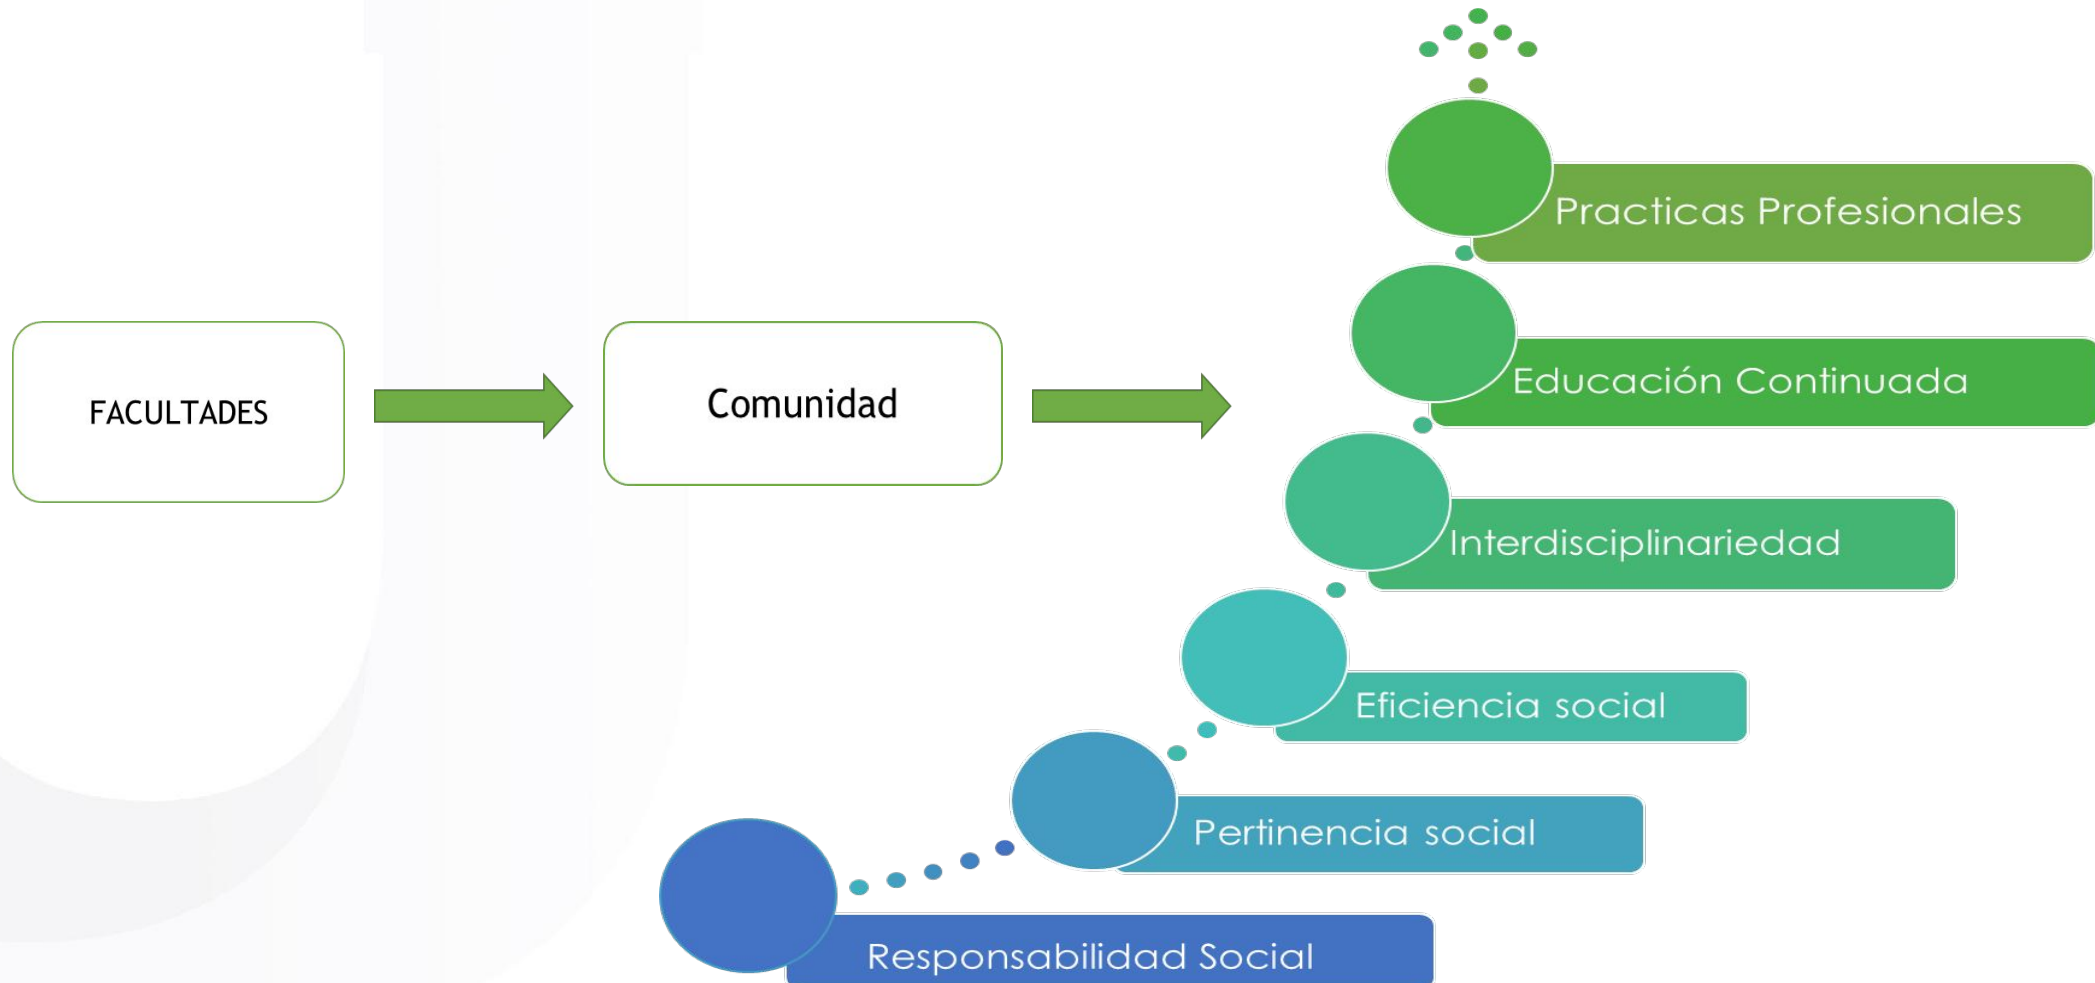 FACULTADES
Comunidad
Practicas Profesionales
Educación Continuada
Interdisciplinariedad
Eficiencia social
Pertinencia social
Responsabilidad Social